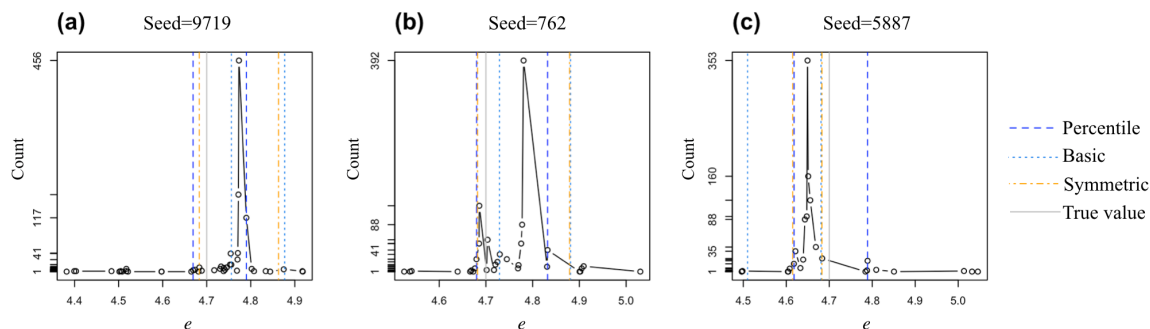 (a) Seed=9719
456
117
41
1
Count
4.4 4.5 4.6 4.7 4.8 4.9
e
(b) Seed=762
392
88
41
1
Count
4.6 4.7 4.8 4.9 5.0
e
(c) Seed=5887
353
160
88
35
1
Count
4.5 4.6 4.7 4.8 4.9 5.0
e
Percentile
Basic
Symmetric
True value